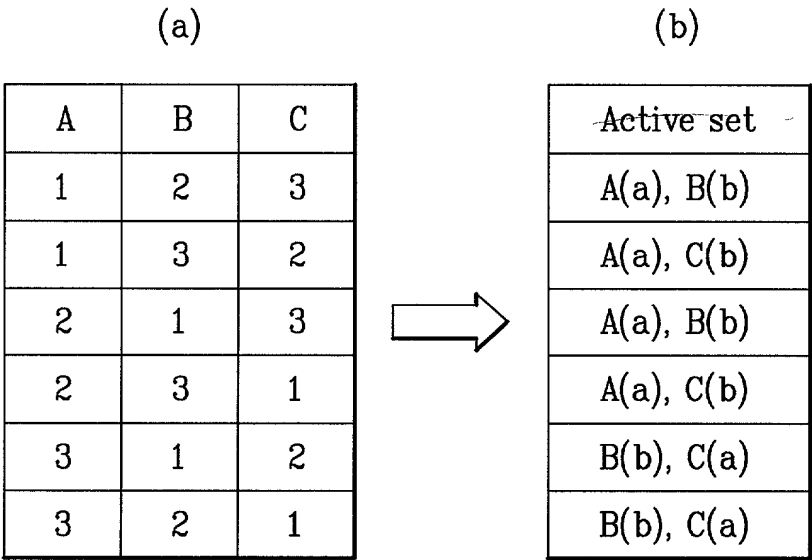 (a) (b)
A B C Active set
1 2 3 A(a), B(b)
1 3 2 A(a), C(b)
2 1 3 A(a), B(b)
2 3 1 A(a), C(b)
3 1 2 B(b), C(a)
3 2 1 B(b), C(a)